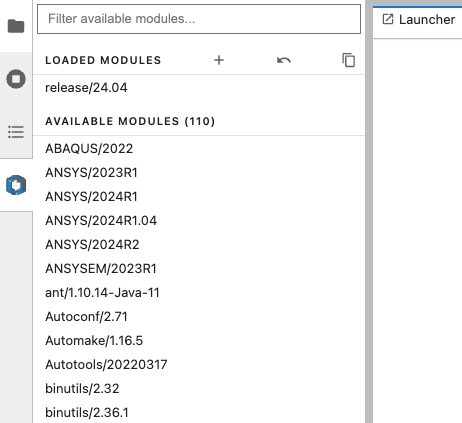 Filter available modules...
Launcher
LOADED MODULES
release/24.04
AVAILABLE MODULES (110)
ABAQUS/2022
ANSYS/2023R1
ANSYS/2024R1
ANSYS/2024R1.04
ANSYS/2024R2
ANSYSEM/2023R1
ant/1.10.14-Java-11
Autoconf/2.71
Automake/1.16.5
Autotools/20220317
binutils/2.32
binutils/2.36.1